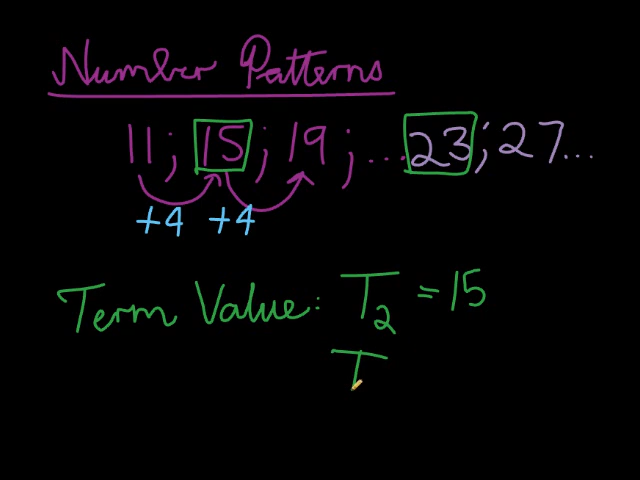 Number Patterns
11; 15; 19; ... 23; 27...
+4 +4
Term Value: T₂ = 15
T